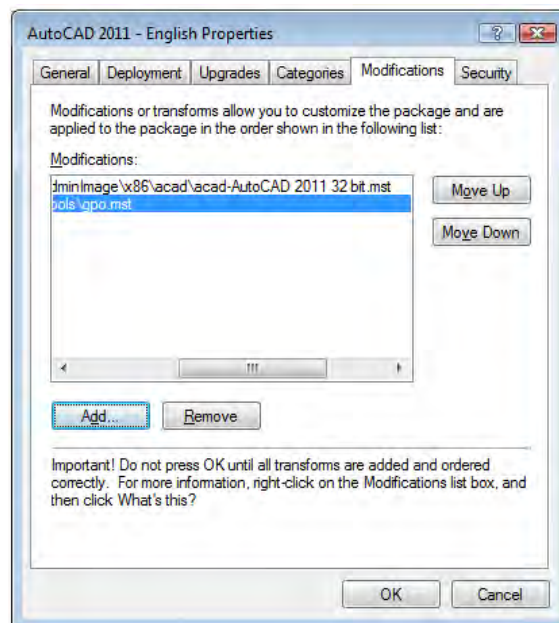 AutoCAD 2011 - English Properties
General Deployment Upgrades Categories Modifications Security
Modifications or transforms allow you to customize the package and are
applied to the package in the order shown in the following list:
Modifications:
dminImage\x86\acad\acad-AutoCAD 2011 32 bit.mst
ools\gpo.mst
Move Up
Move Down
Add... Remove
Important! Do not press OK until all transforms are added and ordered
correctly. For more information, right-click on the Modifications list box, and
then click What's this?
OK Cancel